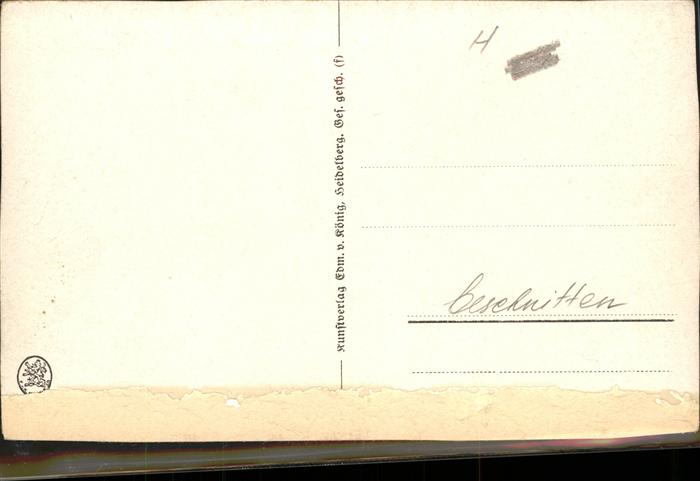 H
Kunstverlag Edm. v. König, Heidelberg. Ges. gesch. (f)
beschnitten